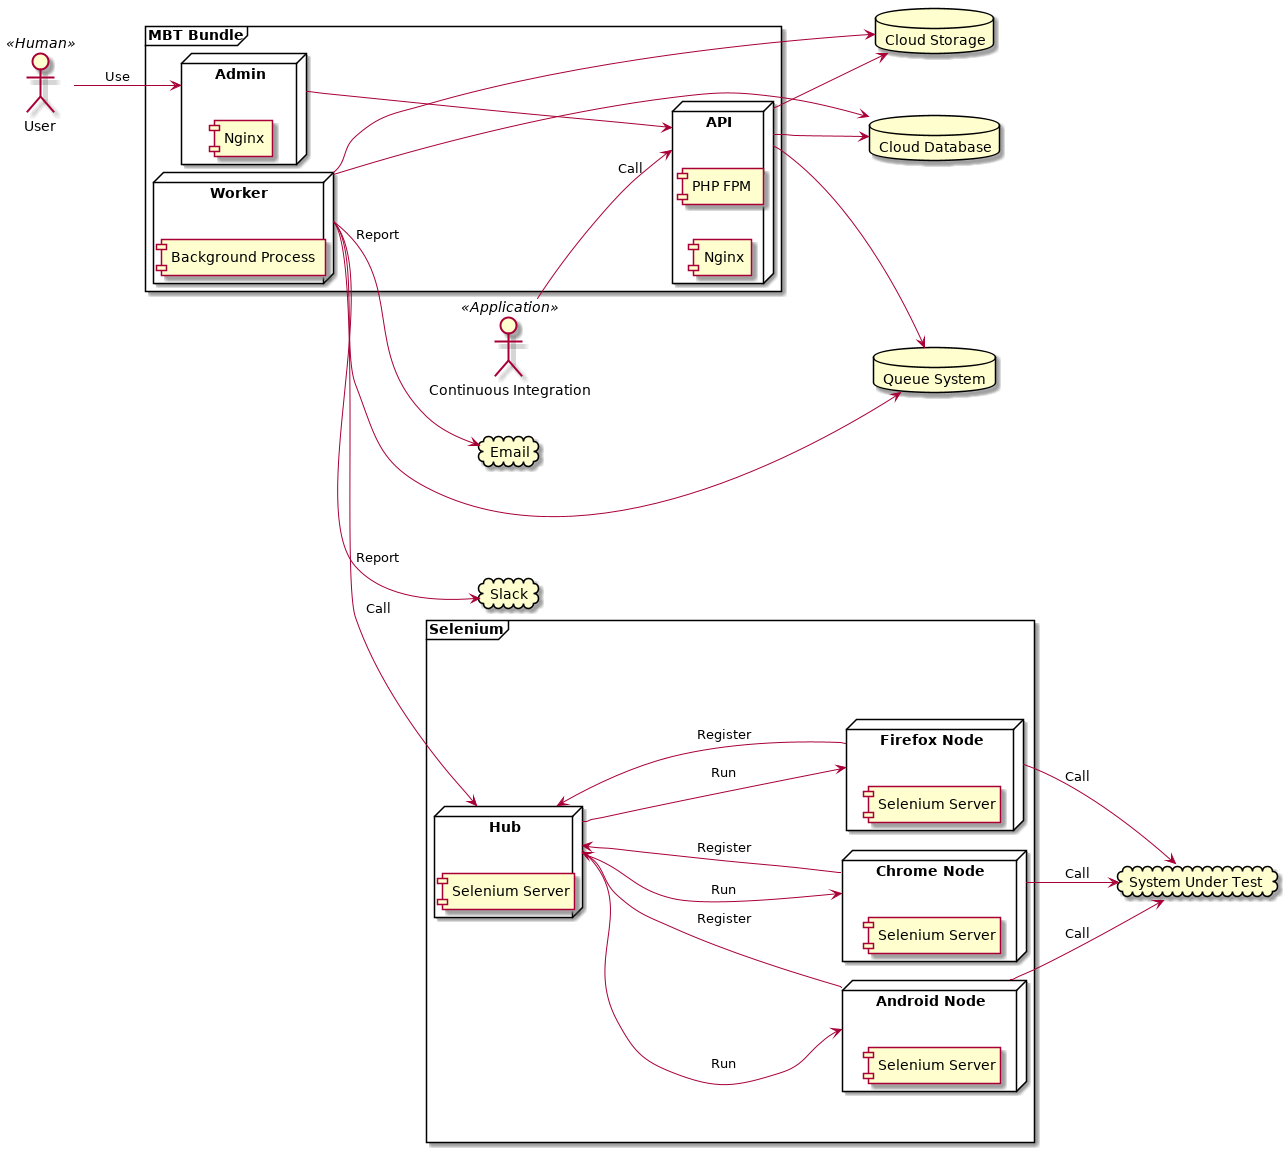 «Human»
User
Use
MBT Bundle
Admin
Nginx
Worker
Background Process
API
PHP FPM
Nginx
Call
Cloud Storage
Cloud Database
Report
«Application»
Continuous Integration
Queue System
Email
Report
Slack
Call
Selenium
Hub
Selenium Server
Register
Run
Firefox Node
Selenium Server
Register
Run
Chrome Node
Selenium Server
Register
Run
Android Node
Selenium Server
Call
Call
Call
System Under Test